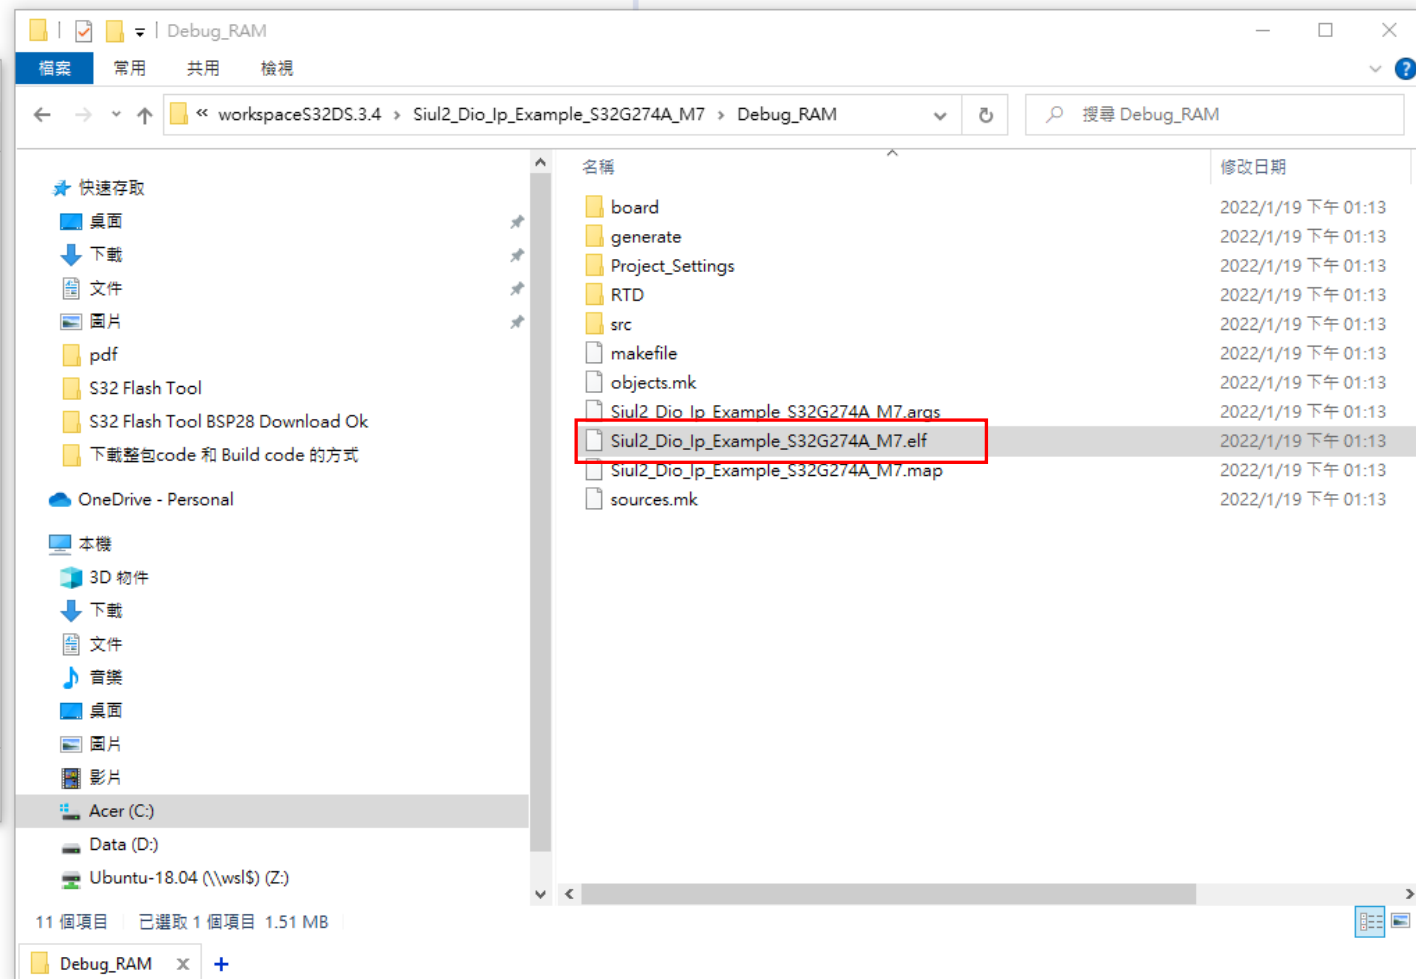 Debug_RAM
檔案 常用 共用 檢視
« workspaceS32DS.3.4 › Siul2_Dio_Ip_Example_S32G274A_M7 › Debug_RAM
搜尋 Debug_RAM
快速存取
桌面
下載
文件
圖片
pdf
S32 Flash Tool
S32 Flash Tool BSP28 Download Ok
下載整包code 和 Build code 的方式
OneDrive - Personal
本機
3D 物件
下載
文件
音樂
桌面
圖片
影片
Acer (C:)
Data (D:)
Ubuntu-18.04 (\\wsl$) (Z:)
名稱 修改日期
board 2022/1/19 下午 01:13
generate 2022/1/19 下午 01:13
Project_Settings 2022/1/19 下午 01:13
RTD 2022/1/19 下午 01:13
src 2022/1/19 下午 01:13
makefile 2022/1/19 下午 01:13
objects.mk 2022/1/19 下午 01:13
Siul2_Dio_Ip_Example_S32G274A_M7.args 2022/1/19 下午 01:13
Siul2_Dio_Ip_Example_S32G274A_M7.elf 2022/1/19 下午 01:13
Siul2_Dio_Ip_Example_S32G274A_M7.map 2022/1/19 下午 01:13
sources.mk 2022/1/19 下午 01:13
11 個項目 已選取 1 個項目 1.51 MB
Debug_RAM x +